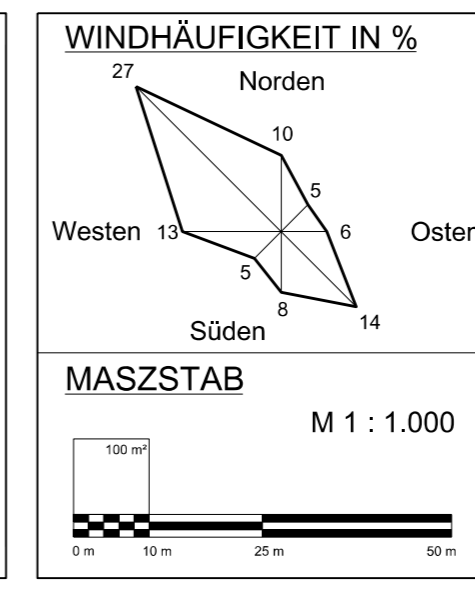 WINDHÄUFIGKEIT IN %
27
Norden
10
5
Westen 13
6
Osten
5
8
14
Süden
MASZSTAB
M 1 : 1.000
100 m²
0 m 10 m 25 m 50 m